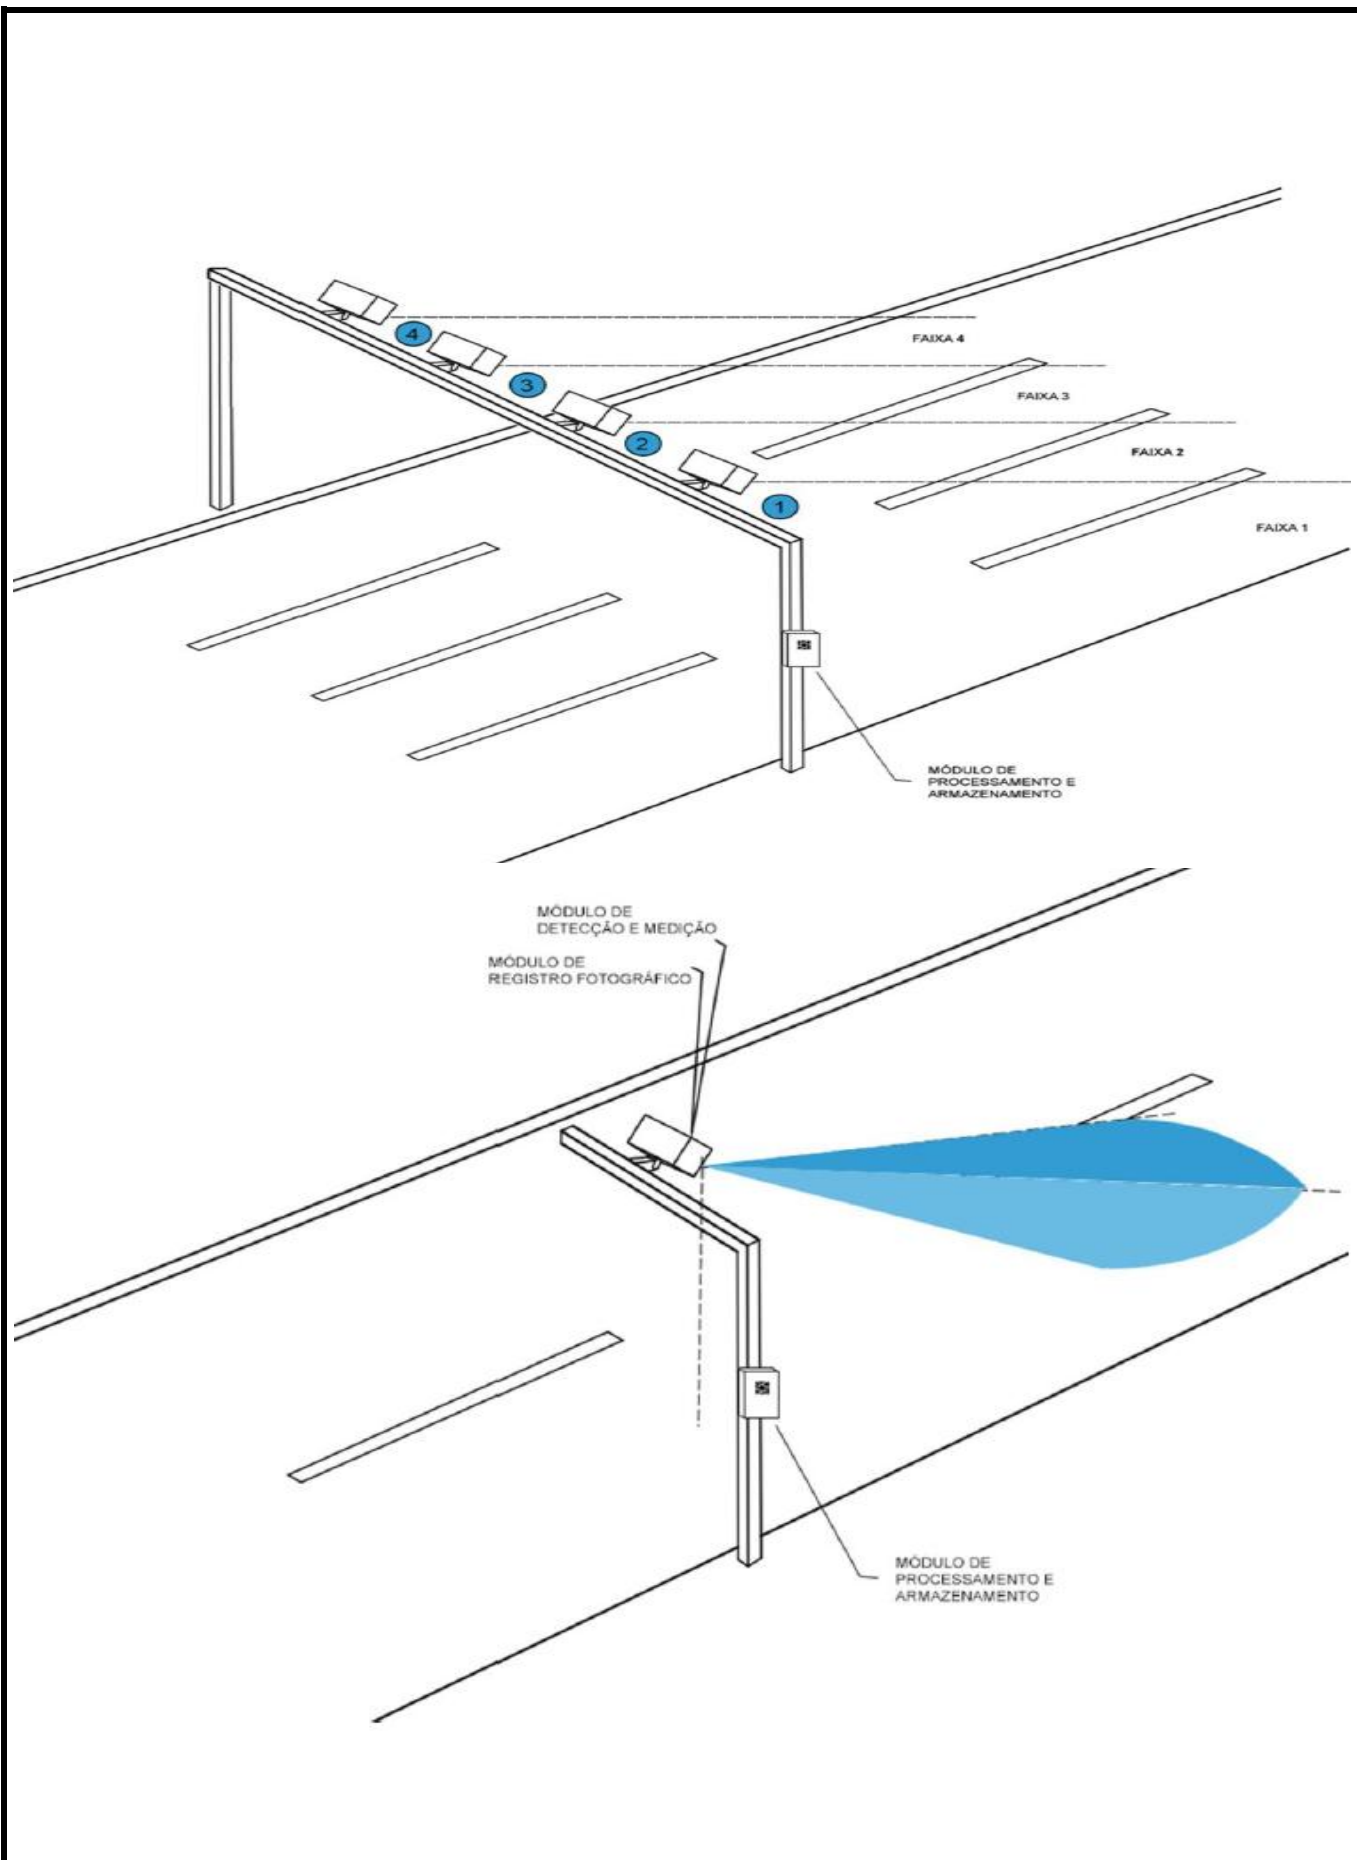 4
FAIXA 4
3
FAIXA 3
2
FAIXA 2
1
FAIXA 1
MÓDULO DE
PROCESSAMENTO E
ARMAZENAMENTO
MÓDULO DE
DETECÇÃO E MEDIÇÃO
MÓDULO DE
REGISTRO FOTOGRÁFICO
MÓDULO DE
PROCESSAMENTO E
ARMAZENAMENTO